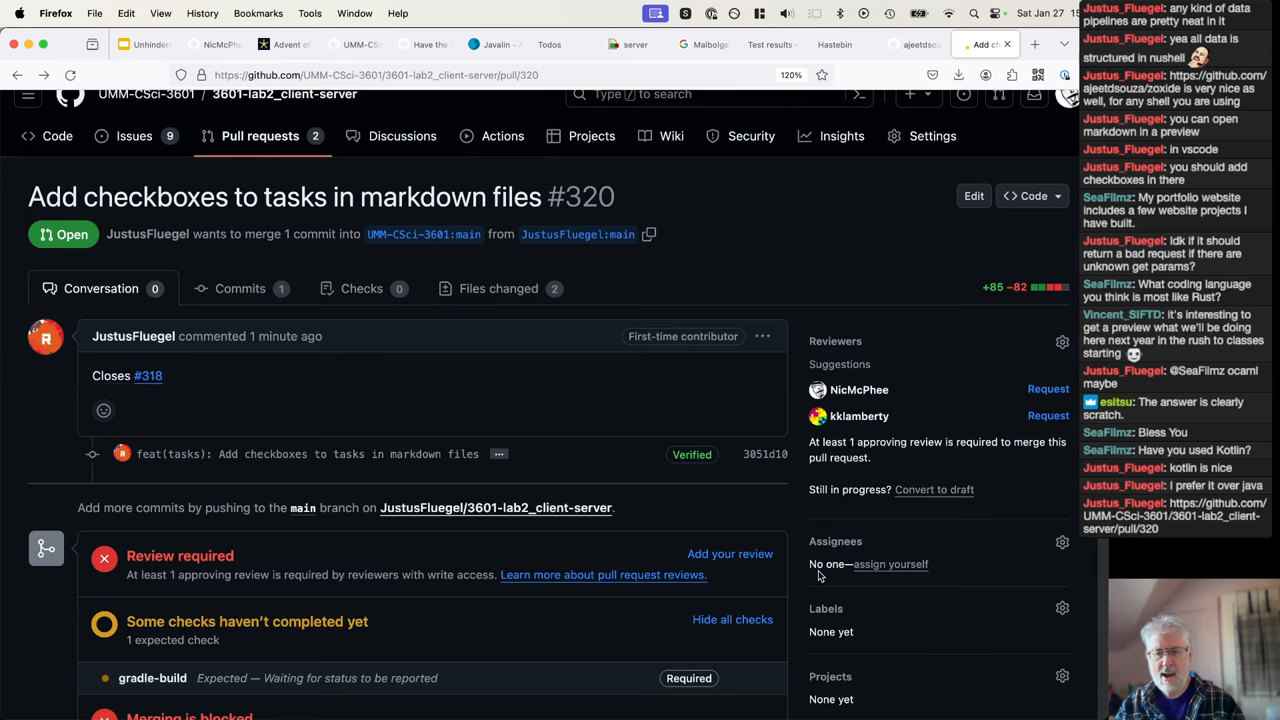 Firefox File Edit View History Bookmarks Tools Window Help Sat Jan 27
Unhinder NicMcPhe Advent of UMM-CSci Have the Javalin - Todos server Malbolge Test results Hastebin ajeetdsou Add ch
https://github.com/UMM-CSci-3601/3601-lab2_client-server/pull/320 120%
UMM-CSci-3601 / 3601-lab2_client-server Type / to search
Code Issues 9 Pull requests 2 Discussions Actions Projects Wiki Security Insights Settings
Add checkboxes to tasks in markdown files #320
Edit <> Code
Open JustusFluegel wants to merge 1 commit into UMM-CSci-3601:main from JustusFluegel:main
Conversation 0 Commits 1 Checks 0 Files changed 2 +85 −82
JustusFluegel commented 1 minute ago First-time contributor ···
Closes #318
feat(tasks): Add checkboxes to tasks in markdown files ··· Verified 3051d10
Add more commits by pushing to the main branch on JustusFluegel/3601-lab2_client-server.
Review required Add your review
At least 1 approving review is required by reviewers with write access. Learn more about pull request reviews.
Some checks haven't completed yet Hide all checks
1 expected check
gradle-build Expected — Waiting for status to be reported Required
Merging is blocked
Reviewers
Suggestions
NicMcPhee Request
kklamberty Request
At least 1 approving review is required to merge this
pull request.
Still in progress? Convert to draft
Assignees
No one—assign yourself
Labels
None yet
Projects
None yet
Justus_Fluegel: any kind of data
pipelines are pretty neat in it
Justus_Fluegel: yea all data is
structured in nushell
Justus_Fluegel: https://github.com/
ajeetdsouza/zoxide is very nice as
well, for any shell you are using
Justus_Fluegel: you can open
markdown in a preview
Justus_Fluegel: in vscode
Justus_Fluegel: you should add
checkboxes in there
SeaFilmz: My portfolio website
includes a few website projects I
have built.
Justus_Fluegel: Idk if it should
return a bad request if there are
unknown get params?
SeaFilmz: What coding language
you think is most like Rust?
Vincent_SIFTD: it's interesting to
get a preview what we'll be doing
here next year in the rush to classes
starting
Justus_Fluegel: @SeaFilmz ocaml
maybe
esitsu: The answer is clearly
scratch.
SeaFilmz: Bless You
SeaFilmz: Have you used Kotlin?
Justus_Fluegel: kotlin is nice
Justus_Fluegel: I prefer it over java
Justus_Fluegel: https://github.com/
UMM-CSci-3601/3601-lab2_client-
server/pull/320